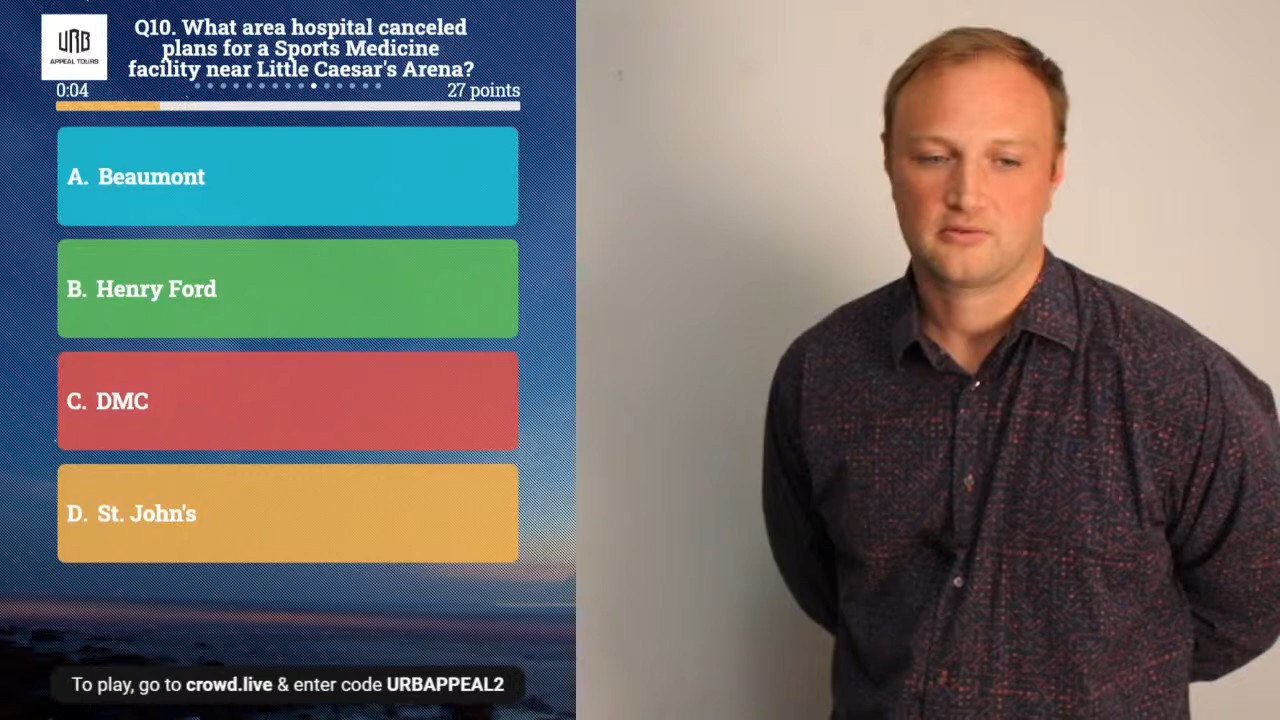 URB
APPEAL TOURS
Q10. What area hospital canceled
plans for a Sports Medicine
facility near Little Caesar's Arena?
0:04
27 points
A. Beaumont
B. Henry Ford
C. DMC
D. St. John's
To play, go to crowd.live & enter code URBAPPEAL2